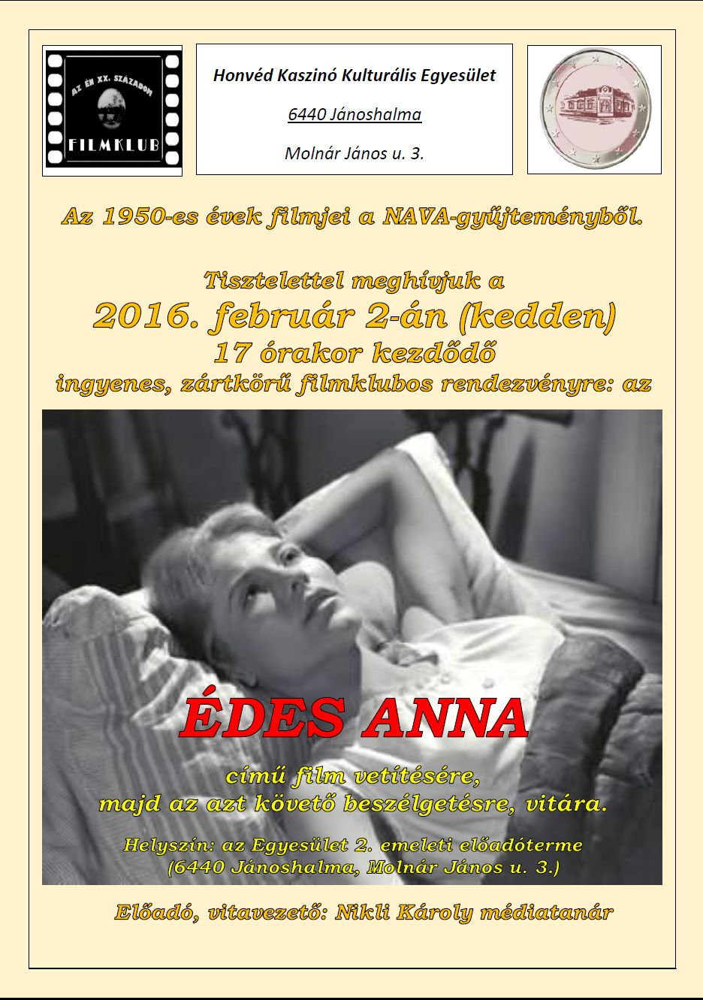 AZ ÉN XX. SZÁZADOM
FILMKLUB
Honvéd Kaszinó Kulturális Egyesület
6440 Jánoshalma
Molnár János u. 3.
Az 1950-es évek filmjei a NAVA-gyűjteményből.
Tisztelettel meghívjuk a
2016. február 2-án (kedden)
17 órakor kezdődő
ingyenes, zártkörű filmklubos rendezvényre: az
ÉDES ANNA
című film vetítésére,
majd az azt követő beszélgetésre, vitára.
Helyszín: az Egyesület 2. emeleti előadóterme
(6440 Jánoshalma, Molnár János u. 3.)
Előadó, vitavezető: Nikli Károly médiatanár